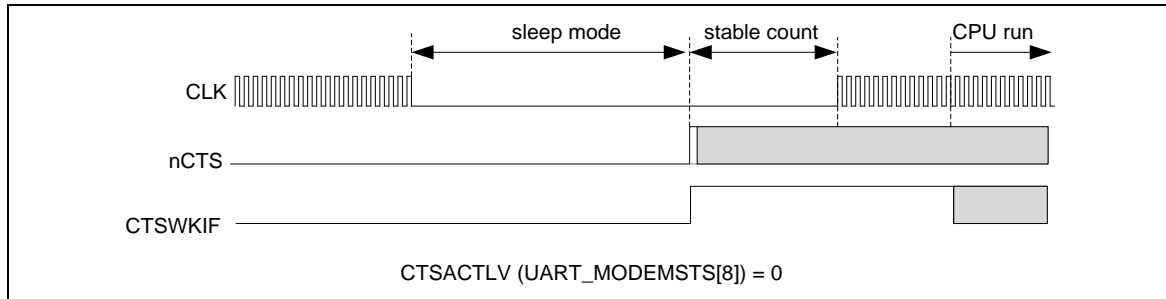 sleep mode stable count CPU run
CLK
nCTS
CTSWKIF
CTSACTLV (UART_MODEMSTS[8]) = 0